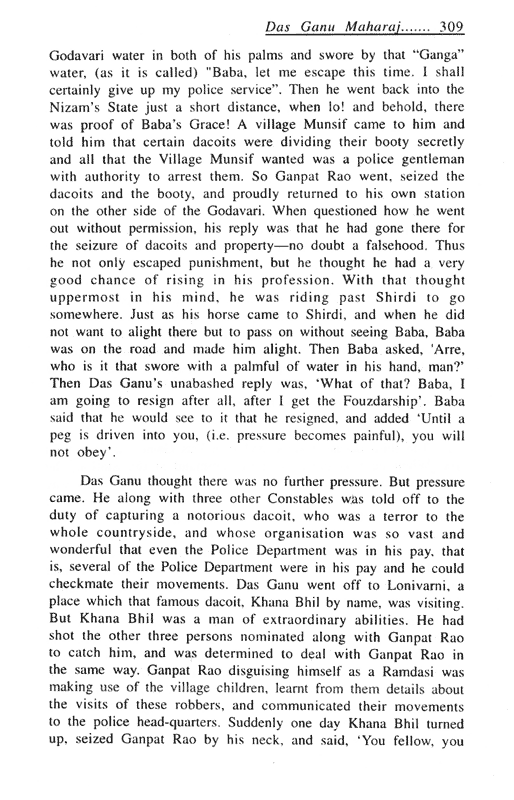 Das Ganu Maharaj....... 309
Godavari water in both of his palms and swore by that “Ganga”
water, (as it is called) "Baba, let me escape this time. I shall
certainly give up my police service”. Then he went back into the
Nizam's State just a short distance, when lo! and behold, there
was proof of Baba's Grace! A village Munsif came to him and
told him that certain dacoits were dividing their booty secretly
and all that the Village Munsif wanted was a police gentleman
with authority to arrest them. So Ganpat Rao went, seized the
dacoits and the booty, and proudly returned to his own station
on the other side of the Godavari. When questioned how he went
out without permission, his reply was that he had gone there for
the seizure of dacoits and property—no doubt a falsehood. Thus
he not only escaped punishment, but he thought he had a very
good chance of rising in his profession. With that thought
uppermost in his mind, he was riding past Shirdi to go
somewhere. Just as his horse came to Shirdi, and when he did
not want to alight there but to pass on without seeing Baba, Baba
was on the road and made him alight. Then Baba asked, 'Arre,
who is it that swore with a palmful of water in his hand, man?'
Then Das Ganu's unabashed reply was, ‘What of that? Baba, I
am going to resign after all, after I get the Fouzdarship’. Baba
said that he would see to it that he resigned, and added ‘Until a
peg is driven into you, (i.e. pressure becomes painful), you will
not obey’.
Das Ganu thought there was no further pressure. But pressure
came. He along with three other Constables was told off to the
duty of capturing a notorious dacoit, who was a terror to the
whole countryside, and whose organisation was so vast and
wonderful that even the Police Department was in his pay, that
is, several of the Police Department were in his pay and he could
checkmate their movements. Das Ganu went off to Lonivarni, a
place which that famous dacoit, Khana Bhil by name, was visiting.
But Khana Bhil was a man of extraordinary abilities. He had
shot the other three persons nominated along with Ganpat Rao
to catch him, and was determined to deal with Ganpat Rao in
the same way. Ganpat Rao disguising himself as a Ramdasi was
making use of the village children, learnt from them details about
the visits of these robbers, and communicated their movements
to the police head-quarters. Suddenly one day Khana Bhil turned
up, seized Ganpat Rao by his neck, and said, ‘You fellow, you